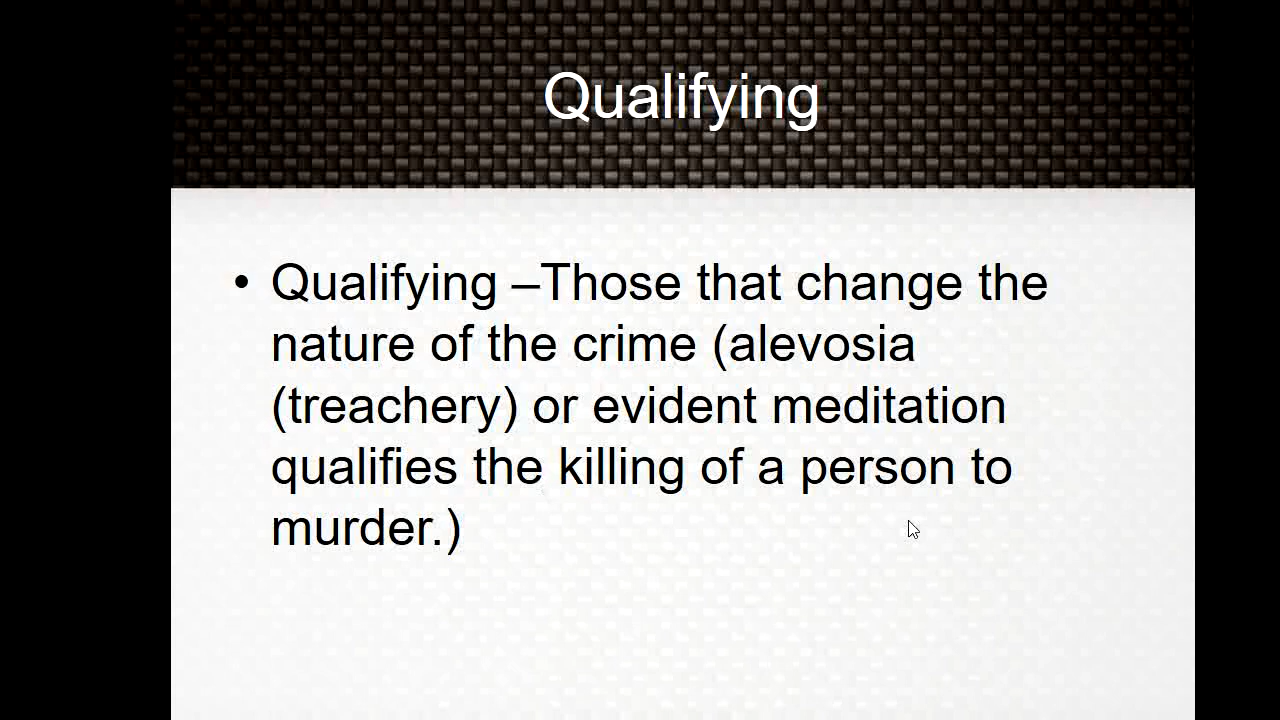 Qualifying
• Qualifying –Those that change the
nature of the crime (alevosia
(treachery) or evident meditation
qualifies the killing of a person to
murder.)